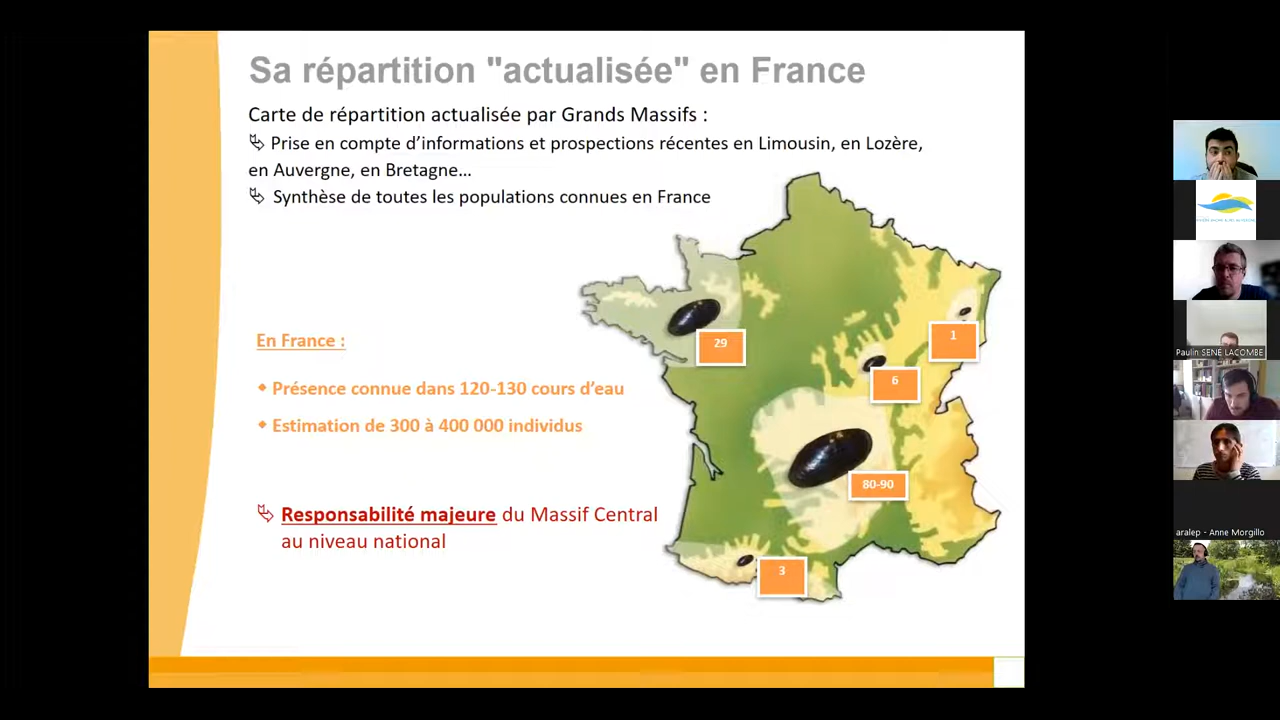 Sa répartition "actualisée" en France
Carte de répartition actualisée par Grands Massifs :
Prise en compte d'informations et prospections récentes en Limousin, en Lozère,
en Auvergne, en Bretagne...
Synthèse de toutes les populations connues en France
En France :
Présence connue dans 120-130 cours d'eau
Estimation de 300 à 400 000 individus
Responsabilité majeure du Massif Central
au niveau national
29
1
6
80-90
3
Paulin SENÉ LACOMBE
aralep - Anne Morgillo